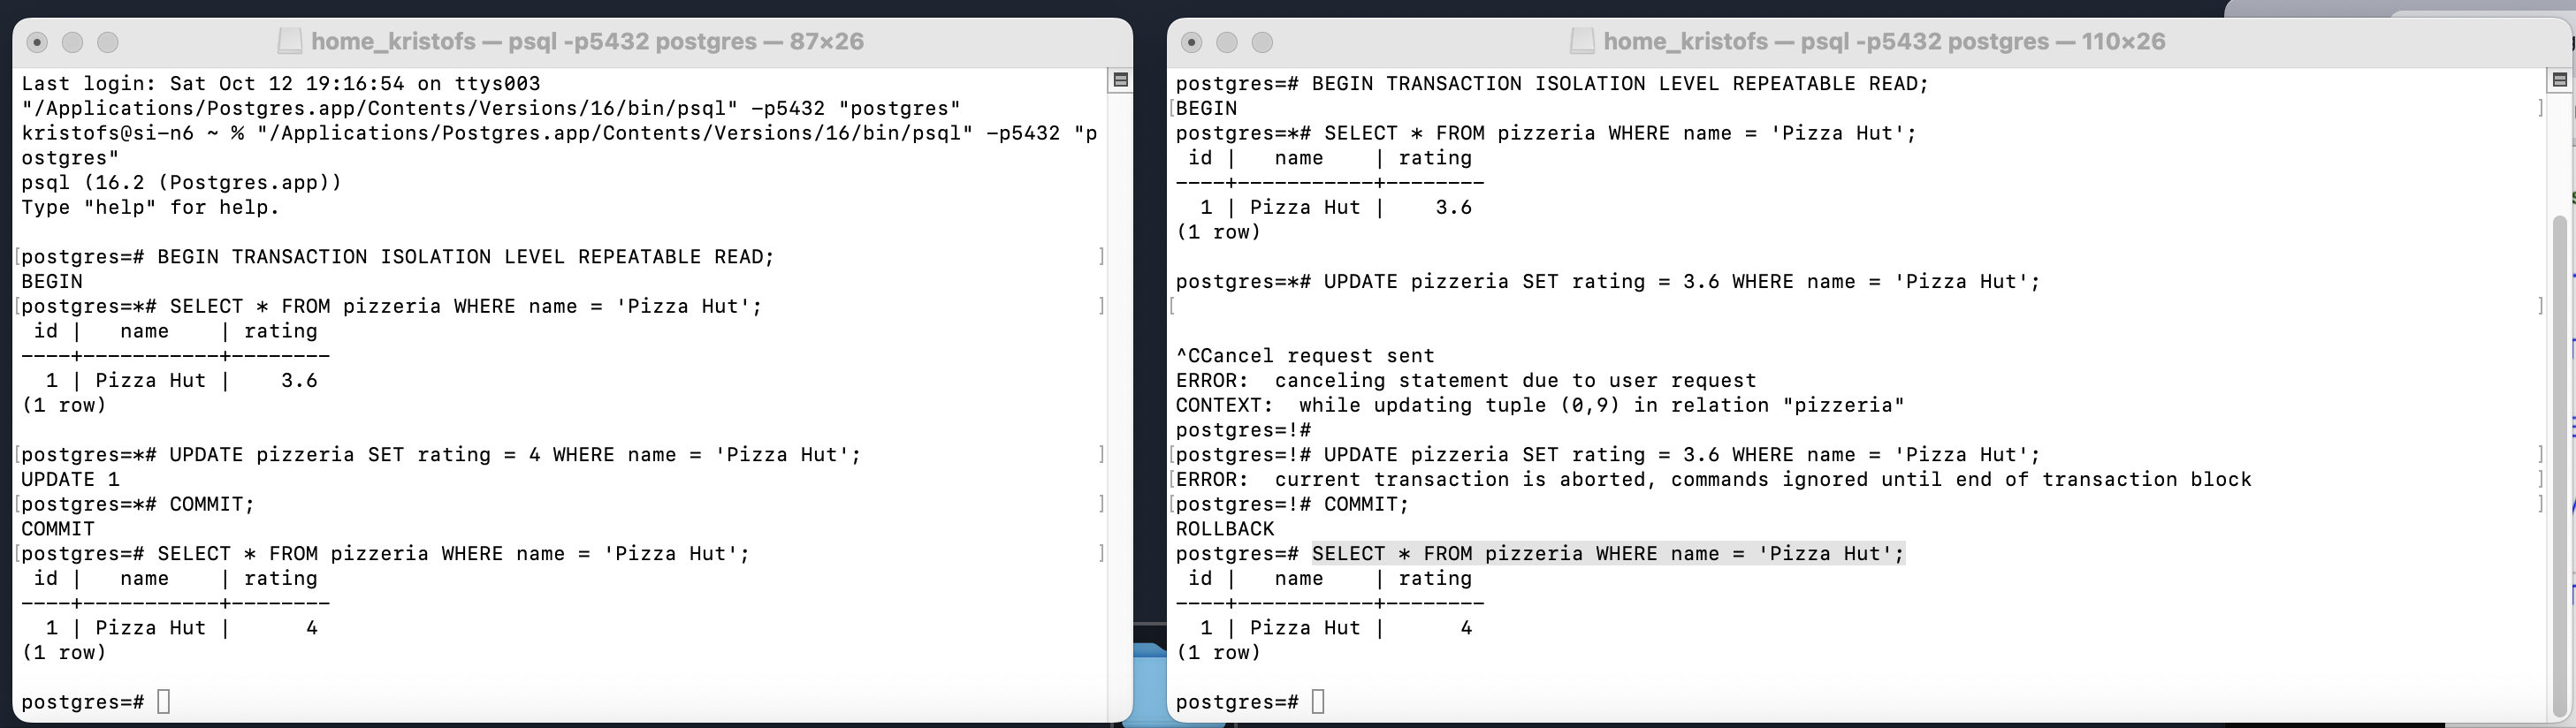 home_kristofs — psql -p5432 postgres — 87×26
Last login: Sat Oct 12 19:16:54 on ttys003
"/Applications/Postgres.app/Contents/Versions/16/bin/psql" -p5432 "postgres"
kristofs@si-n6 ~ % "/Applications/Postgres.app/Contents/Versions/16/bin/psql" -p5432 "p
ostgres"
psql (16.2 (Postgres.app))
Type "help" for help.
[postgres=# BEGIN TRANSACTION ISOLATION LEVEL REPEATABLE READ; ]
BEGIN
[postgres=*# SELECT * FROM pizzeria WHERE name = 'Pizza Hut'; ]
 id |   name    | rating
----+-----------+--------
  1 | Pizza Hut |    3.6
(1 row)
[postgres=*# UPDATE pizzeria SET rating = 4 WHERE name = 'Pizza Hut'; ]
UPDATE 1
[postgres=*# COMMIT; ]
COMMIT
[postgres=# SELECT * FROM pizzeria WHERE name = 'Pizza Hut'; ]
 id |   name    | rating
----+-----------+--------
  1 | Pizza Hut |      4
(1 row)
postgres=#
home_kristofs — psql -p5432 postgres — 110×26
postgres=# BEGIN TRANSACTION ISOLATION LEVEL REPEATABLE READ;
[BEGIN ]
postgres=*# SELECT * FROM pizzeria WHERE name = 'Pizza Hut';
 id |   name    | rating
----+-----------+--------
  1 | Pizza Hut |    3.6
(1 row)
postgres=*# UPDATE pizzeria SET rating = 3.6 WHERE name = 'Pizza Hut';
[ ]
^CCancel request sent
ERROR:  canceling statement due to user request
CONTEXT:  while updating tuple (0,9) in relation "pizzeria"
postgres=!#
[postgres=!# UPDATE pizzeria SET rating = 3.6 WHERE name = 'Pizza Hut'; ]
[ERROR:  current transaction is aborted, commands ignored until end of transaction block ]
[postgres=!# COMMIT; ]
ROLLBACK
postgres=# SELECT * FROM pizzeria WHERE name = 'Pizza Hut';
 id |   name    | rating
----+-----------+--------
  1 | Pizza Hut |      4
(1 row)
postgres=#